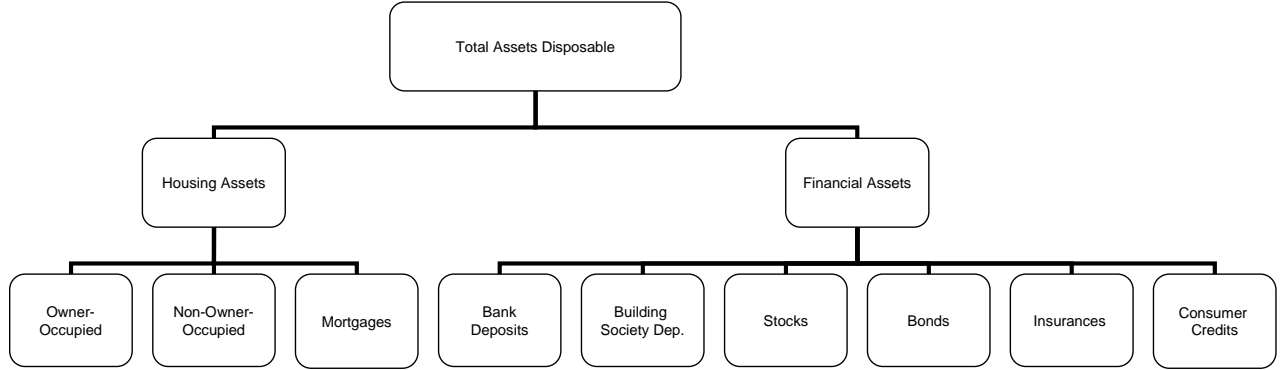 Total Assets Disposable
Housing Assets
Financial Assets
Owner-
Occupied
Non-Owner-
Occupied
Mortgages
Bank
Deposits
Building
Society Dep.
Stocks
Bonds
Insurances
Consumer
Credits